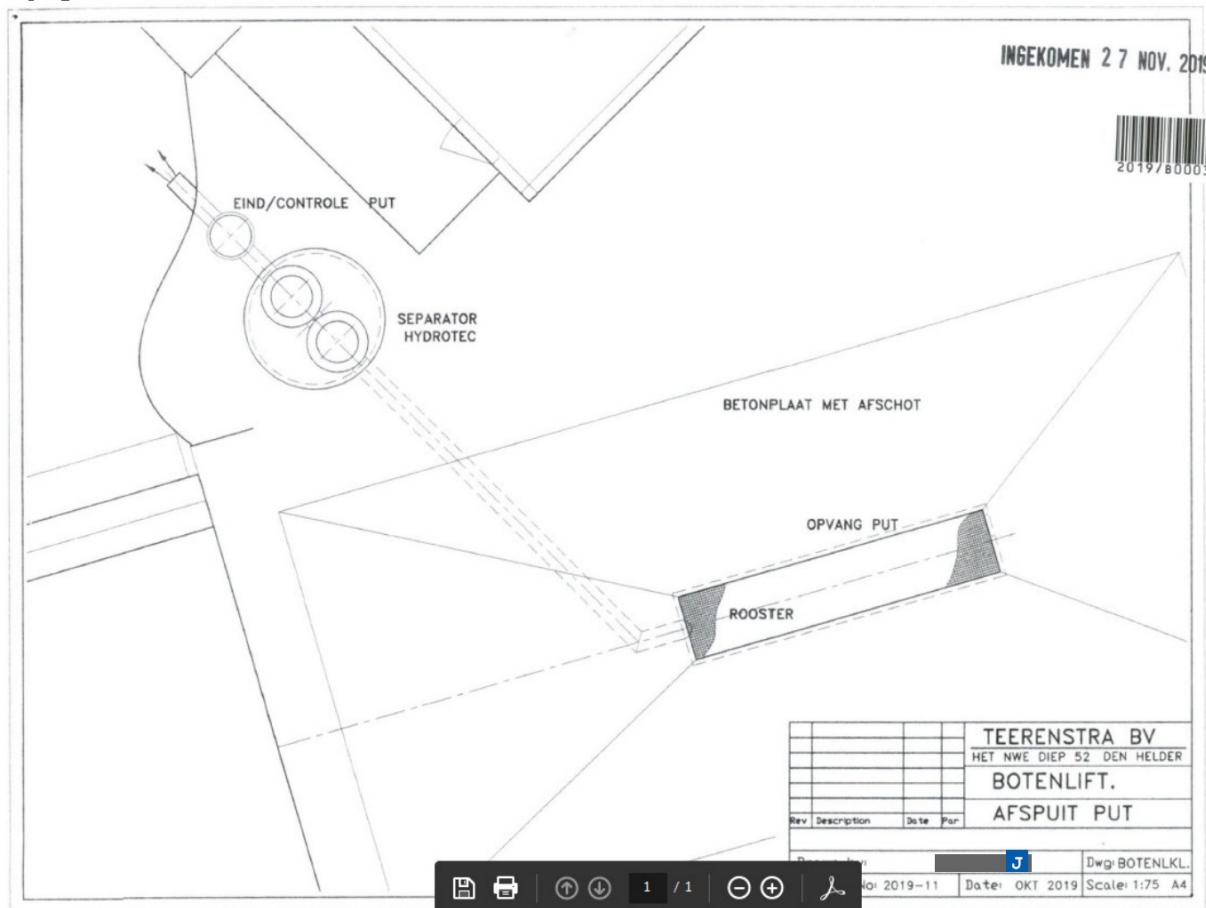 INGEKOMEN 27 NOV. 2019
2019/B0003
EIND/CONTROLE PUT
SEPARATOR
HYDROTEC
BETONPLAAT MET AFSCHOT
OPVANG PUT
ROOSTER
TEERENSTRA BV
HET NWE DIEP 52 DEN HELDER
BOTENLIFT.
AFSPUIT PUT
Rev Description Date Par
J
Dwg: BOTENLKL.
No: 2019-11 Date: OKT 2019 Scale: 1:75 A4
1 / 1